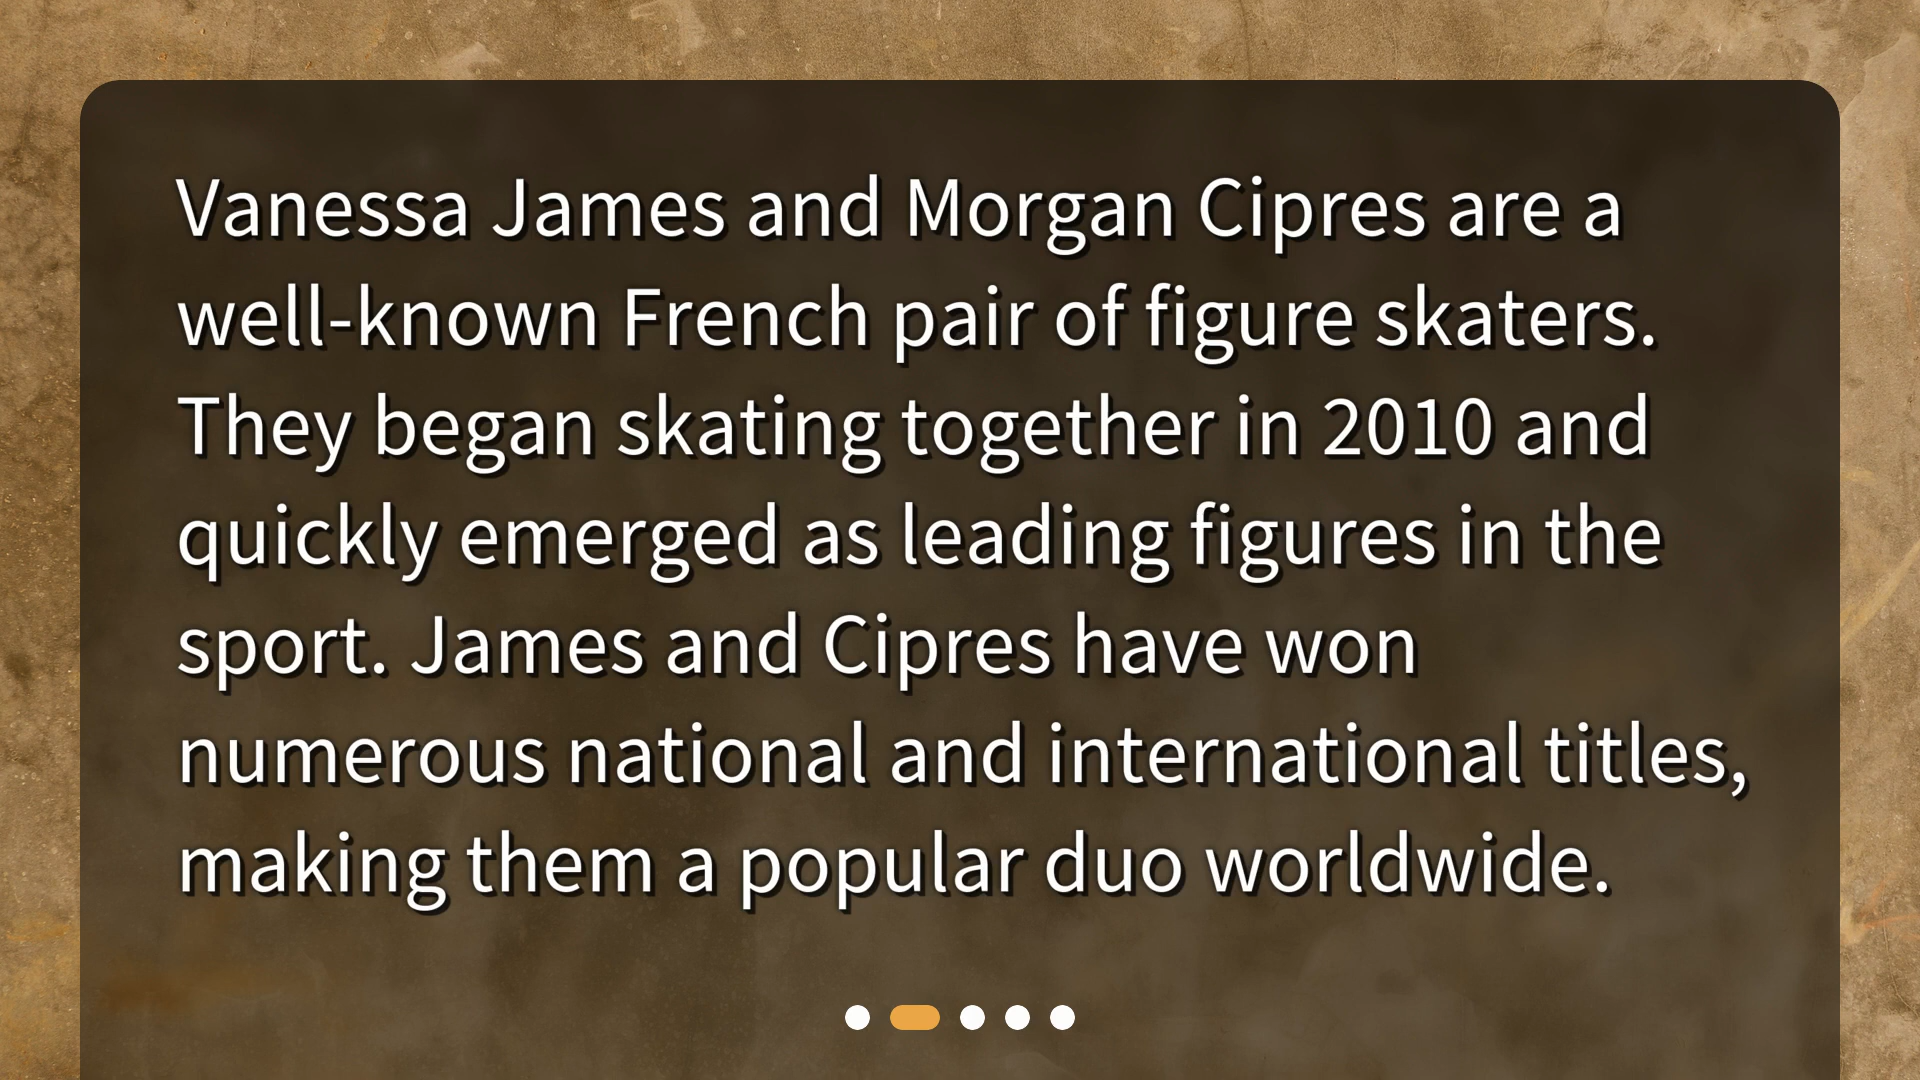 Vanessa James and Morgan Cipres are a
well-known French pair of figure skaters.
They began skating together in 2010 and
quickly emerged as leading figures in the
sport. James and Cipres have won
numerous national and international titles,
making them a popular duo worldwide.